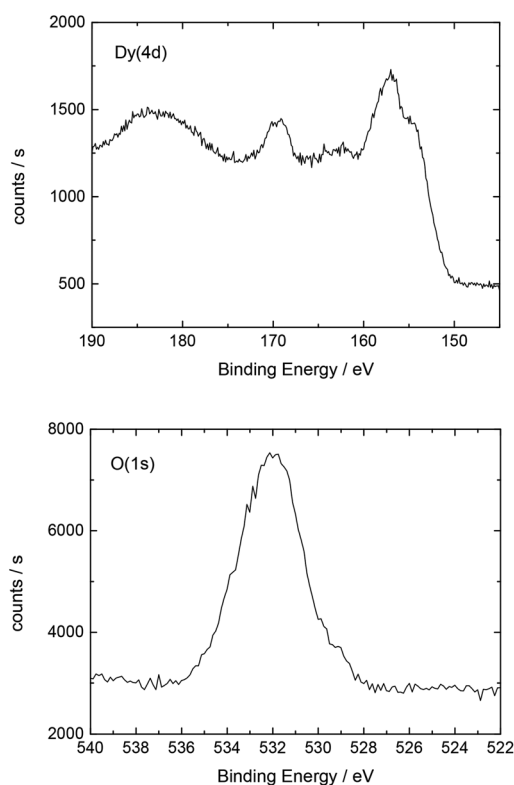 2000
Dy(4d)
1500
1000
500
counts / s
190 180 170 160 150
Binding Energy / eV
8000
O(1s)
6000
4000
2000
counts / s
540 538 536 534 532 530 528 526 524 522
Binding Energy / eV